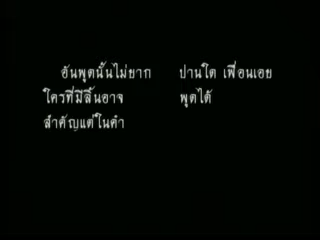 อันพูดนั้นไม่ยาก ปานใด เพื่อนเอย
ใครที่มีลิ้นอาจ พูดได้
สำคัญแต่ในคำ